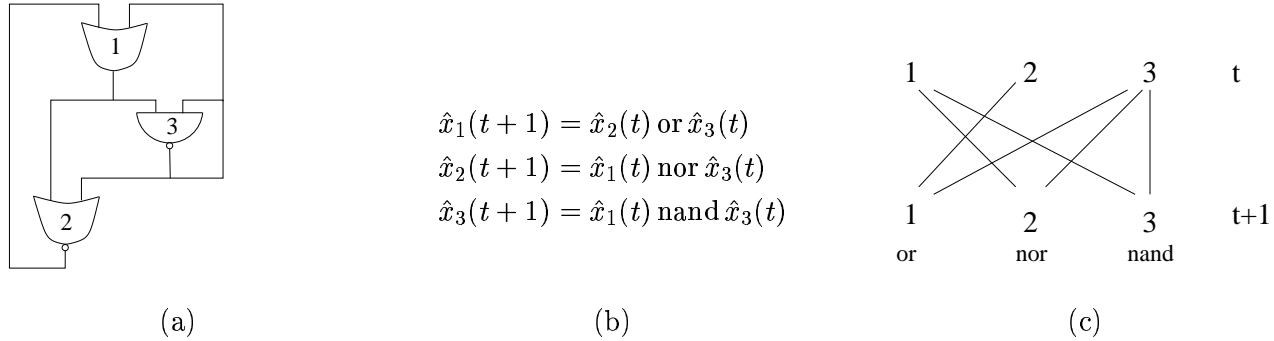 1
3
2
(a)
x̂₁(t + 1) = x̂₂(t) or x̂₃(t)
x̂₂(t + 1) = x̂₁(t) nor x̂₃(t)
x̂₃(t + 1) = x̂₁(t) nand x̂₃(t)
(b)
1 2 3 t
1 2 3 t+1
or nor nand
(c)